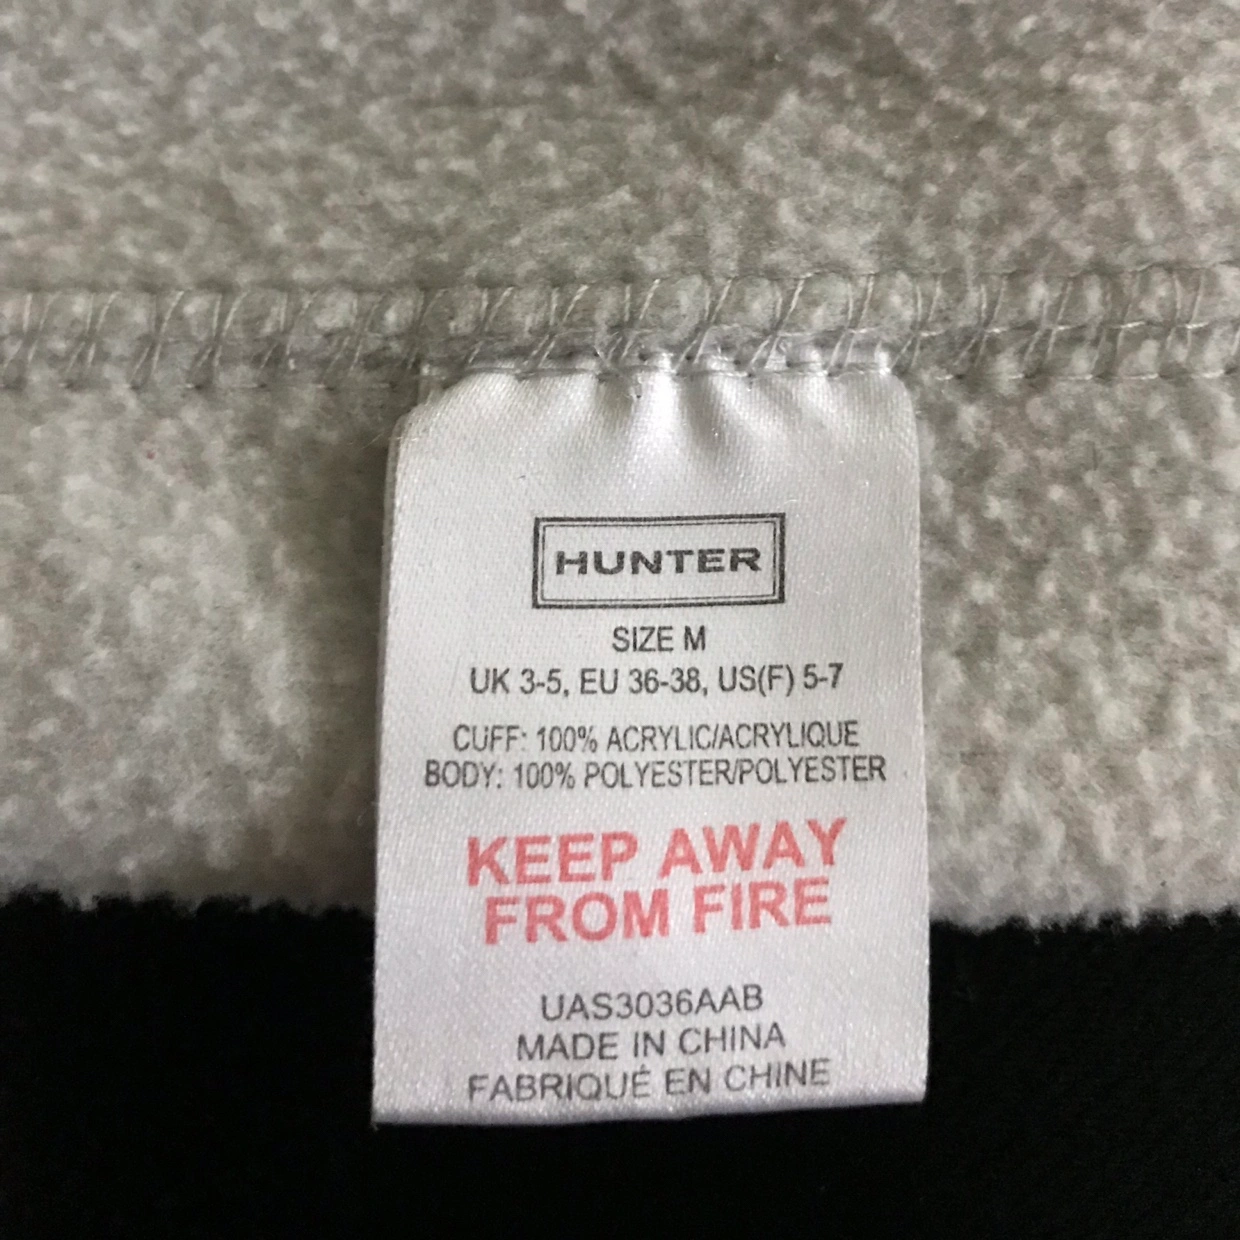 HUNTER
SIZE M
UK 3-5, EU 36-38, US(F) 5-7
CUFF: 100% ACRYLIC/ACRYLIQUE
BODY: 100% POLYESTER/POLYESTER
KEEP AWAY
FROM FIRE
UAS3036AAB
MADE IN CHINA
FABRIQUÉ EN CHINE